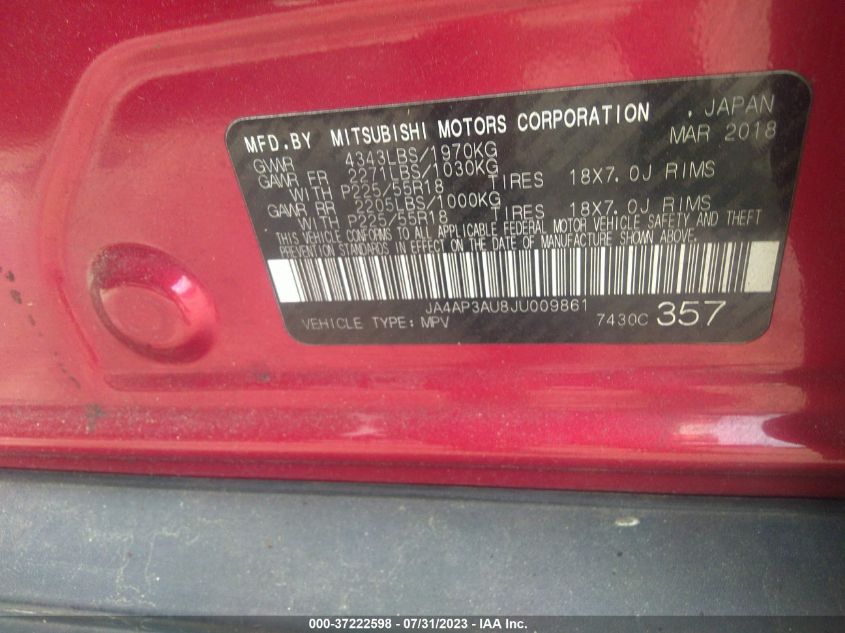 MFD.BY MITSUBISHI MOTORS CORPORATION , JAPAN
GVWR 4343LBS/1970KG MAR 2018
GAWR FR 2271LBS/1030KG
WITH P225/55R18 TIRES 18X7.0J RIMS
GAWR RR 2205LBS/1000KG
WITH P225/55R18 TIRES 18X7.0J RIMS
THIS VEHICLE CONFORMS TO ALL APPLICABLE FEDERAL MOTOR VEHICLE SAFETY AND THEFT
PREVENTION STANDARDS IN EFFECT ON THE DATE OF MANUFACTURE SHOWN ABOVE.
JA4AP3AU8JU009861
VEHICLE TYPE: MPV 7430C 357
000-37222598 - 07/31/2023 - IAA Inc.